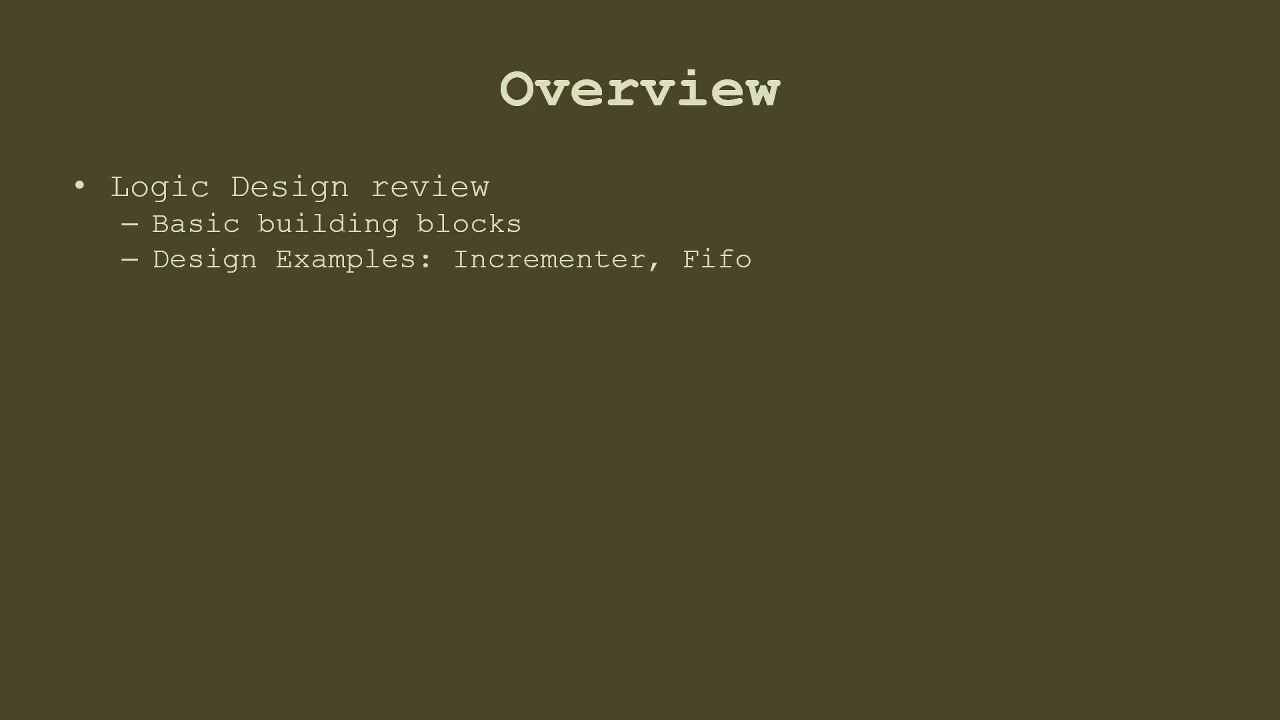 Overview
• Logic Design review
– Basic building blocks
– Design Examples: Incrementer, Fifo